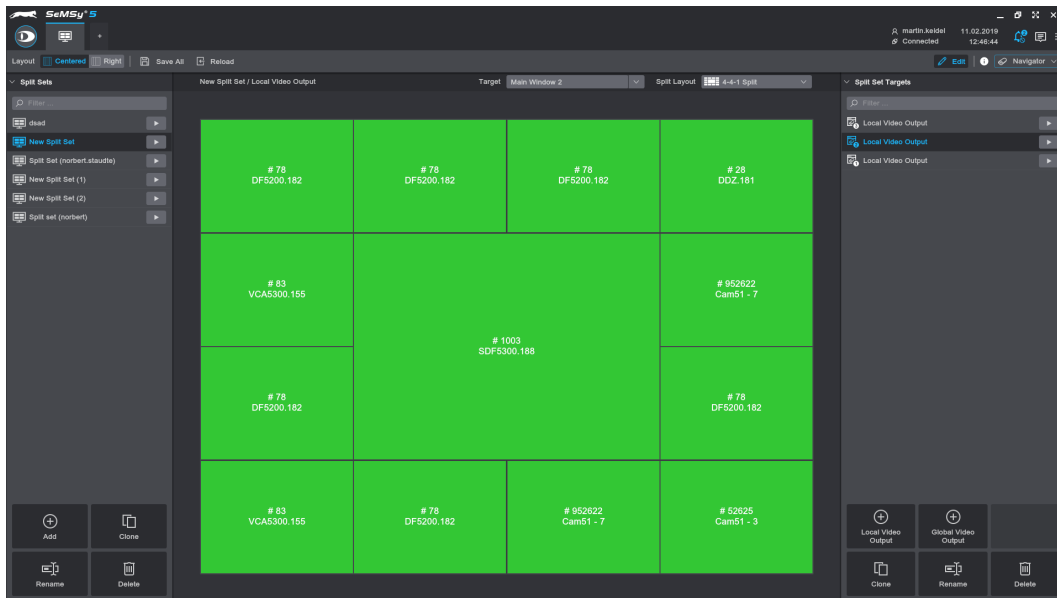 SeMSy® 5
martin.keidel 11.02.2019
Connected 12:46:44
Layout Centered Right Save All Reload Edit Navigator
Split Sets
Filter ...
dsad
New Split Set
Split Set (norbert.staudte)
New Split Set (1)
New Split Set (2)
Split set (norbert)
Add Clone
Rename Delete
New Split Set / Local Video Output Target Main Window 2 Split Layout 4-4-1 Split
# 78 # 78 # 78 # 28
DF5200.182 DF5200.182 DF5200.182 DDZ.181
# 83 # 952622
VCA5300.155 Cam51 - 7
# 1003
SDF5300.188
# 78 # 78
DF5200.182 DF5200.182
# 83 # 78 # 952622 # 52625
VCA5300.155 DF5200.182 Cam51 - 7 Cam51 - 3
Split Set Targets
Filter ...
Local Video Output
Local Video Output
Local Video Output
Local Video Global Video
Output Output
Clone Rename Delete